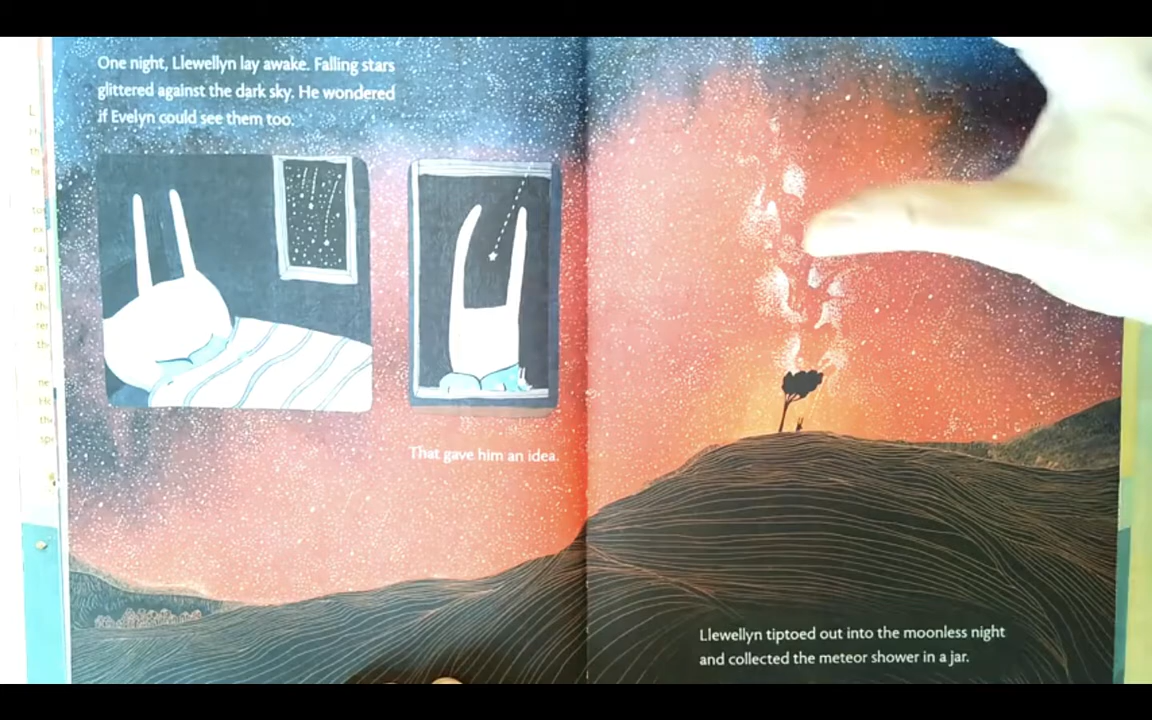 One night, Llewellyn lay awake. Falling stars
glittered against the dark sky. He wondered
if Evelyn could see them too.
That gave him an idea.
Llewellyn tiptoed out into the moonless night
and collected the meteor shower in a jar.